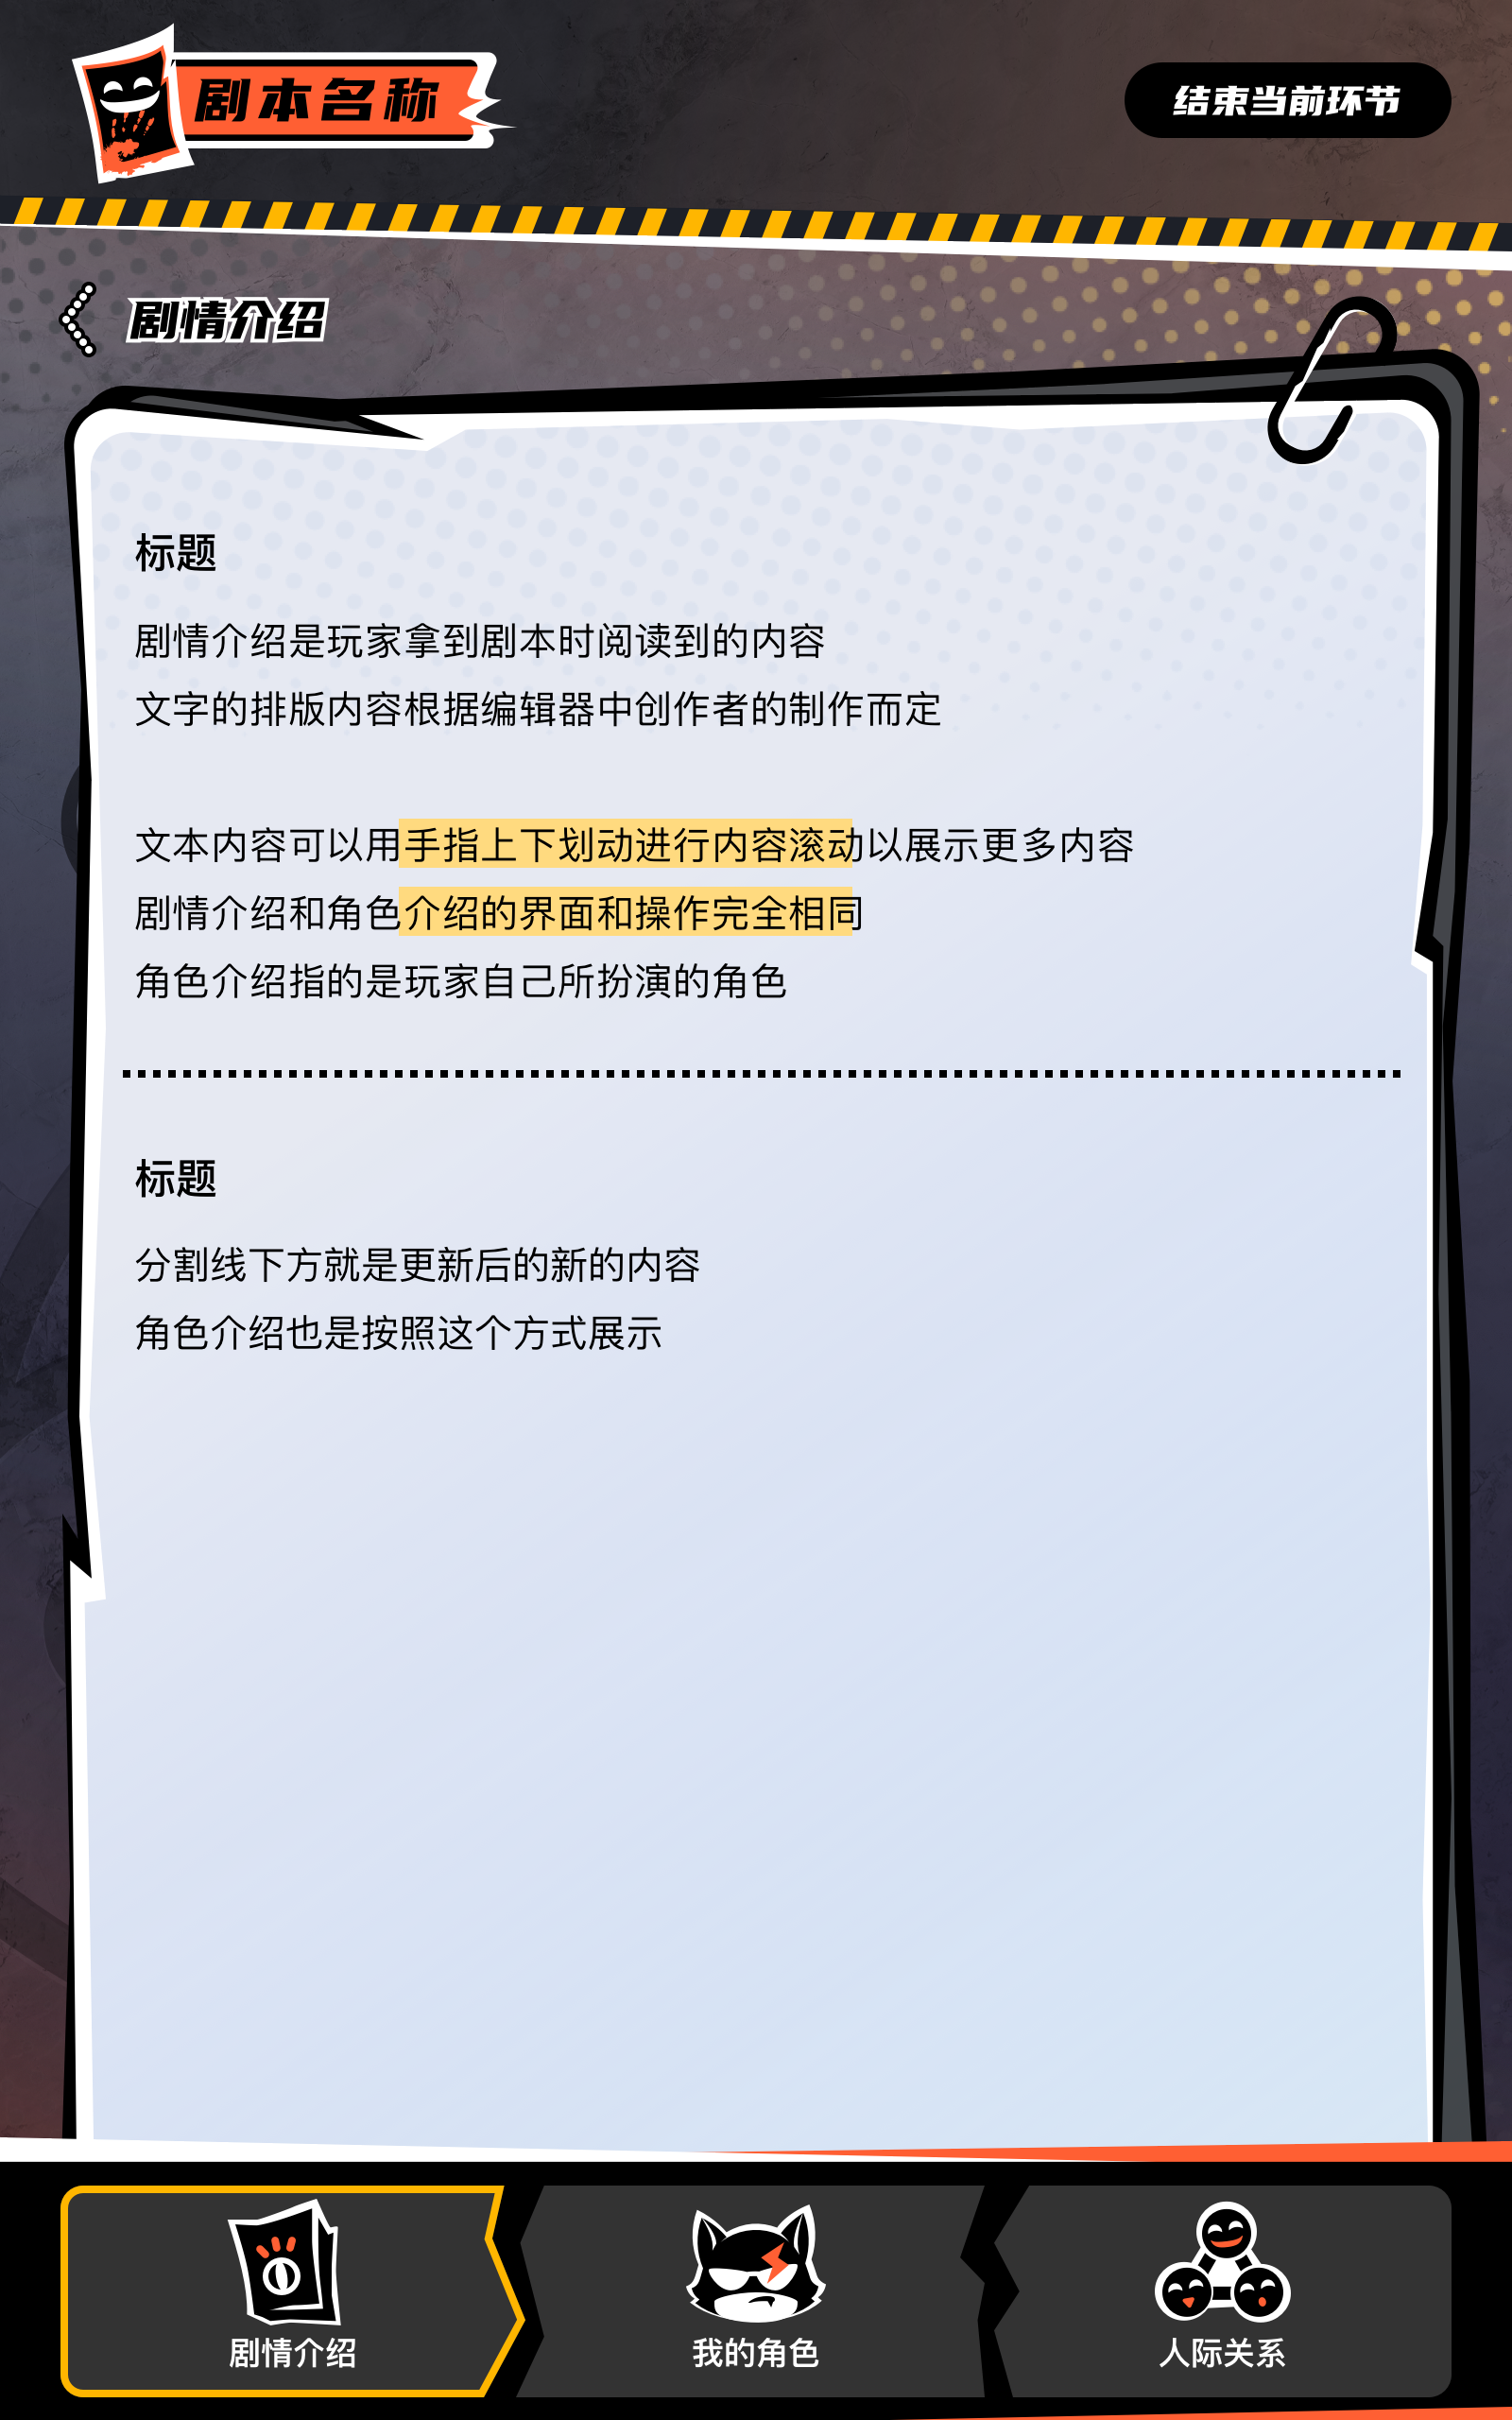 剧本名称
结束当前环节
剧情介绍
标题
剧情介绍是玩家拿到剧本时阅读到的内容
文字的排版内容根据编辑器中创作者的制作而定
文本内容可以用手指上下划动进行内容滚动以展示更多内容
剧情介绍和角色介绍的界面和操作完全相同
角色介绍指的是玩家自己所扮演的角色
标题
分割线下方就是更新后的新的内容
角色介绍也是按照这个方式展示
剧情介绍
我的角色
人际关系